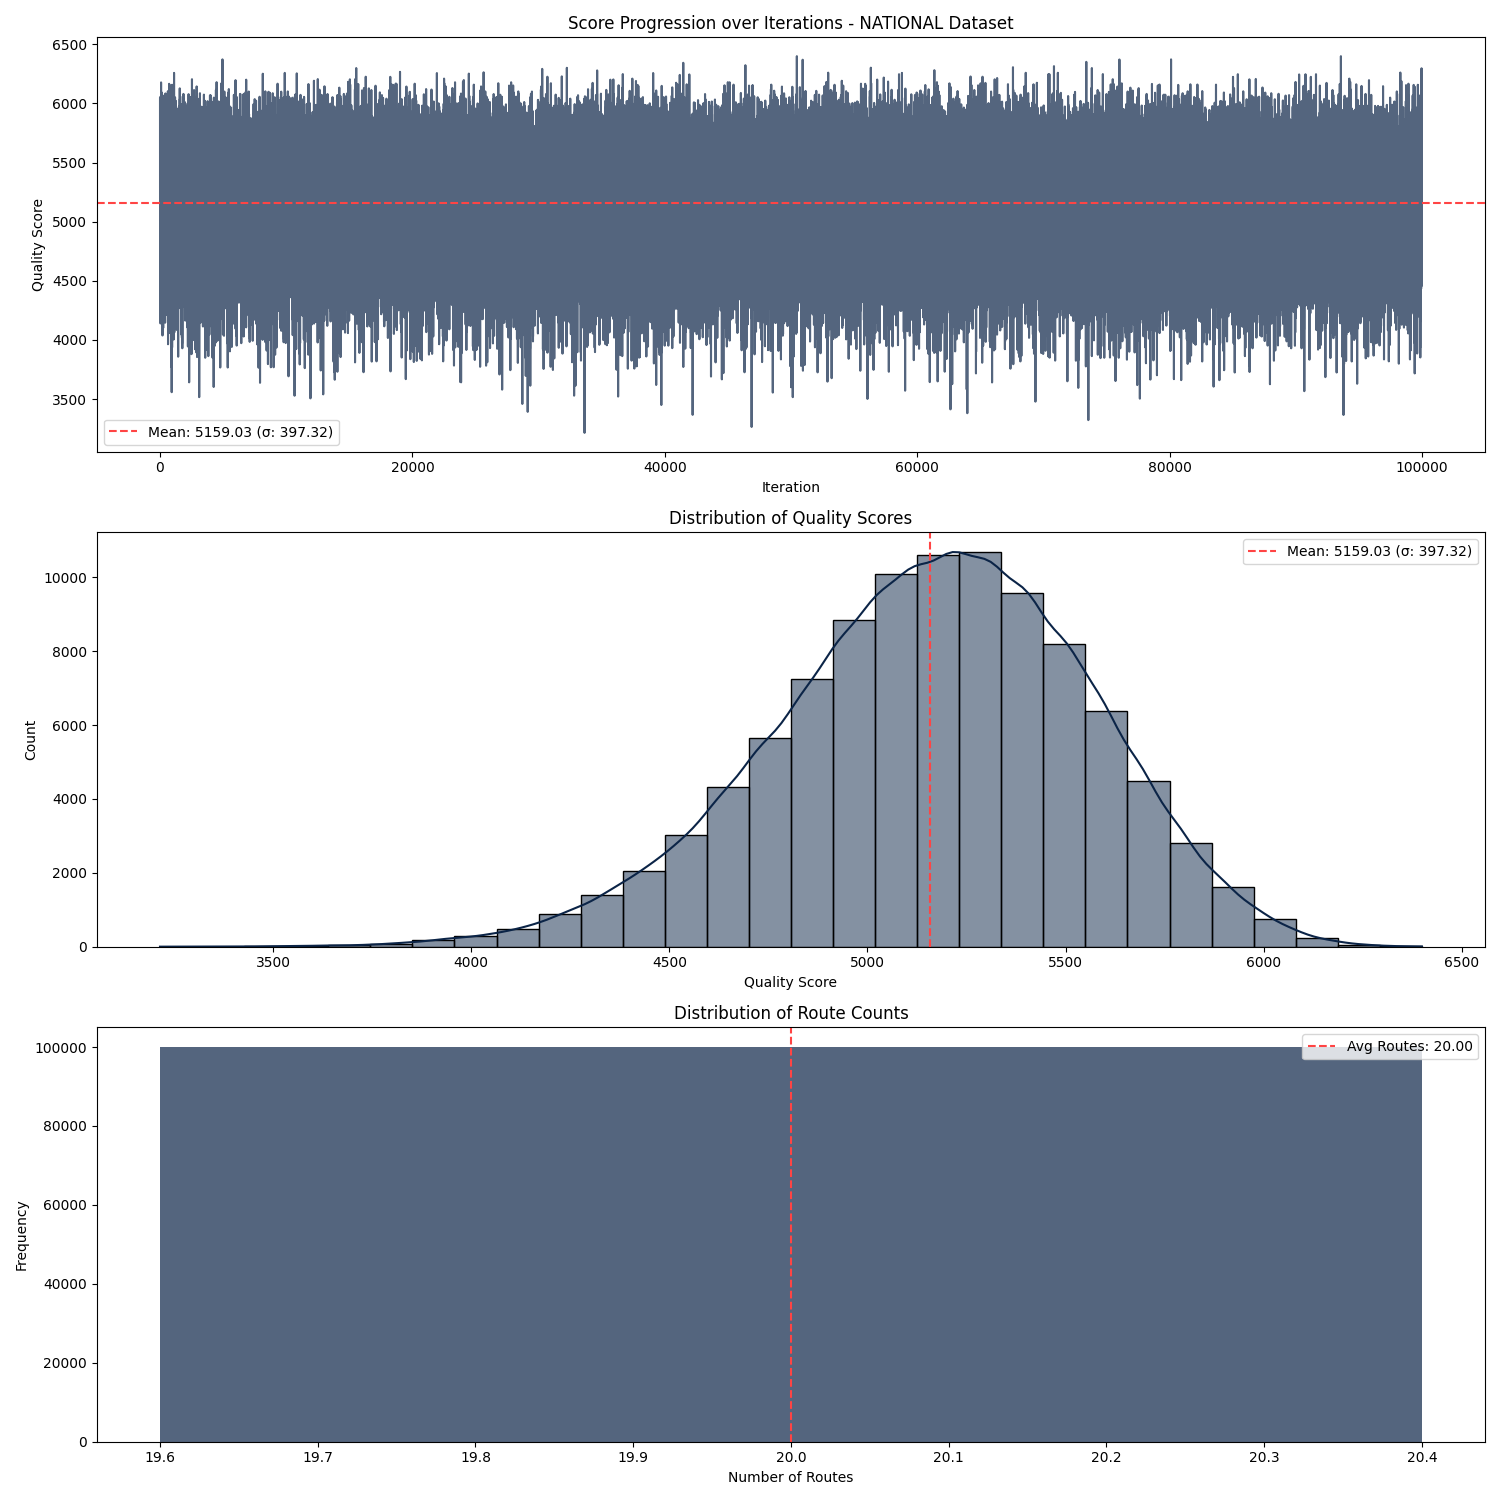 Score Progression over Iterations - NATIONAL Dataset
6500
6000
5500
5000
4500
4000
3500
Quality Score
Mean: 5159.03 (σ: 397.32)
0 20000 40000 60000 80000 100000
Iteration
Distribution of Quality Scores
Mean: 5159.03 (σ: 397.32)
10000
8000
6000
4000
2000
0
Count
3500 4000 4500 5000 5500 6000 6500
Quality Score
Distribution of Route Counts
Avg Routes: 20.00
100000
80000
60000
40000
20000
0
Frequency
19.6 19.7 19.8 19.9 20.0 20.1 20.2 20.3 20.4
Number of Routes